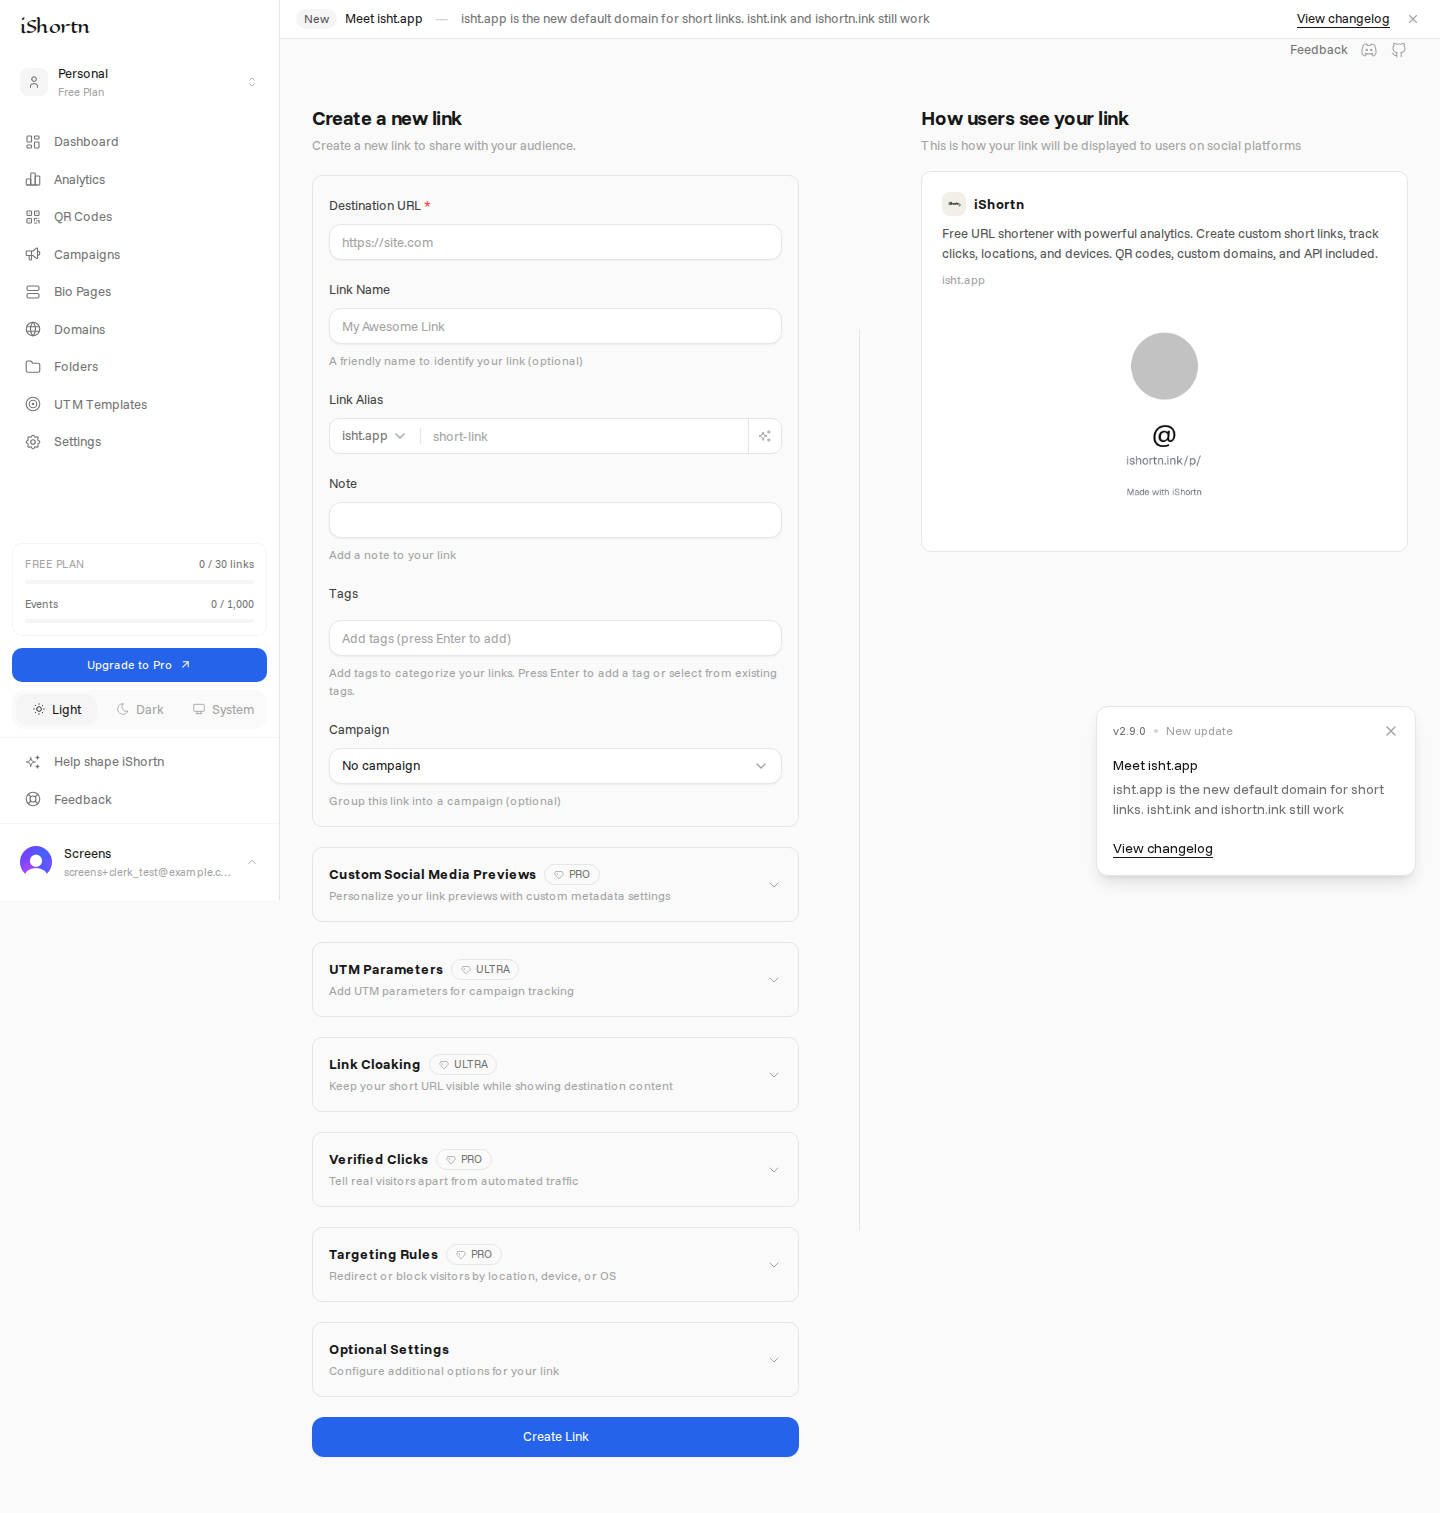 iShortn
Personal
Free Plan
Dashboard
Analytics
QR Codes
Campaigns
Bio Pages
Domains
Folders
UTM Templates
Settings
FREE PLAN 0 / 30 links
Events 0 / 1,000
Upgrade to Pro
Light Dark System
Help shape iShortn
Feedback
Screens
screens+clerk_test@example.c...
New Meet isht.app — isht.app is the new default domain for short links. isht.ink and ishortn.ink still work View changelog
Feedback
Create a new link
Create a new link to share with your audience.
Destination URL *
https://site.com
Link Name
My Awesome Link
A friendly name to identify your link (optional)
Link Alias
isht.app short-link
Note
Add a note to your link
Tags
Add tags (press Enter to add)
Add tags to categorize your links. Press Enter to add a tag or select from existing
tags.
Campaign
No campaign
Group this link into a campaign (optional)
Custom Social Media Previews PRO
Personalize your link previews with custom metadata settings
UTM Parameters ULTRA
Add UTM parameters for campaign tracking
Link Cloaking ULTRA
Keep your short URL visible while showing destination content
Verified Clicks PRO
Tell real visitors apart from automated traffic
Targeting Rules PRO
Redirect or block visitors by location, device, or OS
Optional Settings
Configure additional options for your link
Create Link
How users see your link
This is how your link will be displayed to users on social platforms
iShortn
Free URL shortener with powerful analytics. Create custom short links, track
clicks, locations, and devices. QR codes, custom domains, and API included.
isht.app
@
ishortn.ink/p/
Made with iShortn
v2.9.0 • New update
Meet isht.app
isht.app is the new default domain for short
links. isht.ink and ishortn.ink still work
View changelog